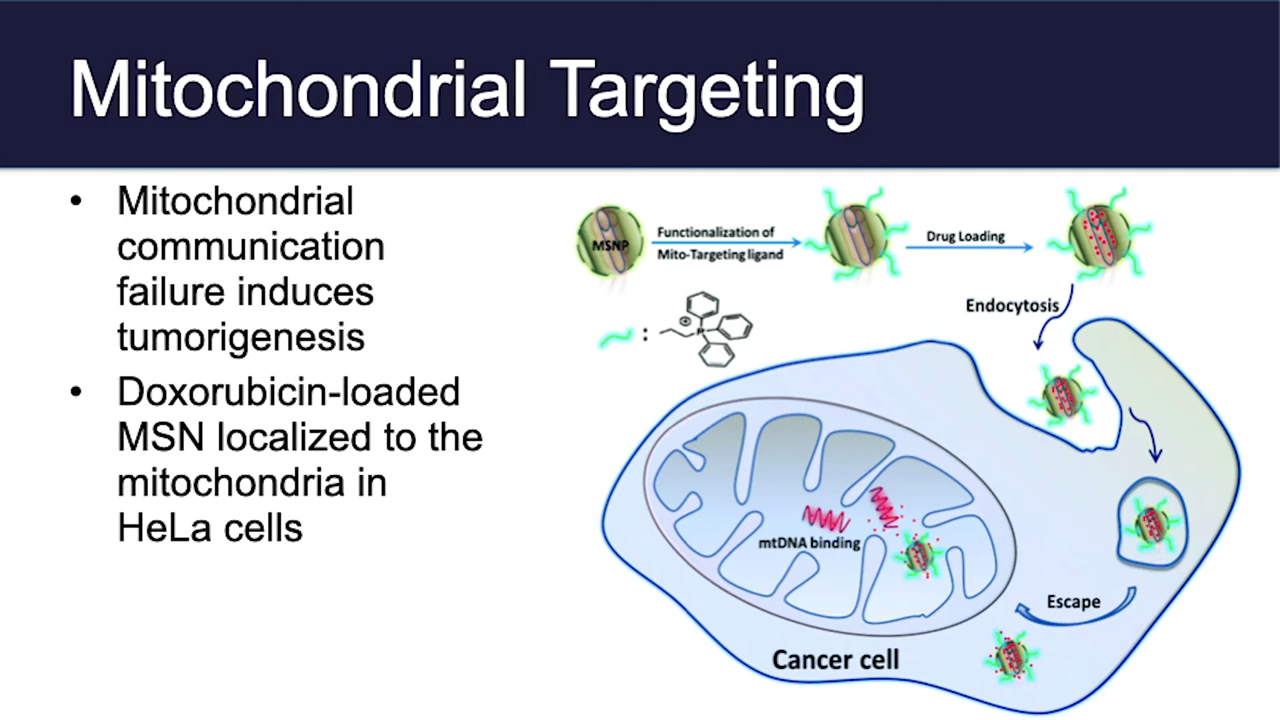 Mitochondrial Targeting
• Mitochondrial
communication
failure induces
tumorigenesis
• Doxorubicin-loaded
MSN localized to the
mitochondria in
HeLa cells
MSNP
Functionalization of
Mito-Targeting ligand
Drug Loading
Endocytosis
:
P
⊕
mtDNA binding
Escape
Cancer cell